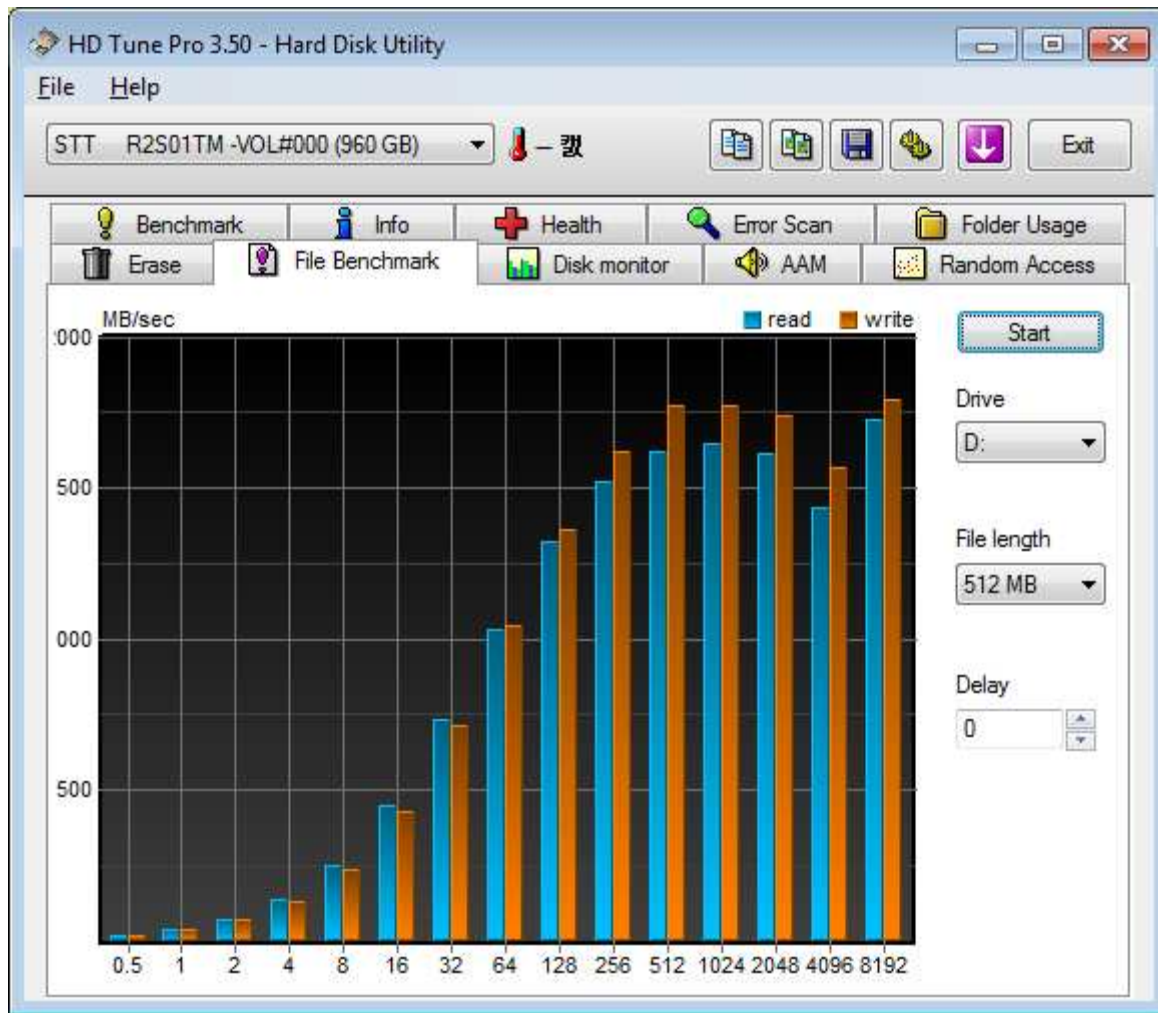 HD Tune Pro 3.50 - Hard Disk Utility
File Help
STT R2S01TM -VOL#000 (960 GB) – 캜 Exit
Benchmark Info Health Error Scan Folder Usage
Erase File Benchmark Disk monitor AAM Random Access
MB/sec read write
000
500
000
500
0.5 1 2 4 8 16 32 64 128 256 512 1024 2048 4096 8192
Start
Drive
D:
File length
512 MB
Delay
0